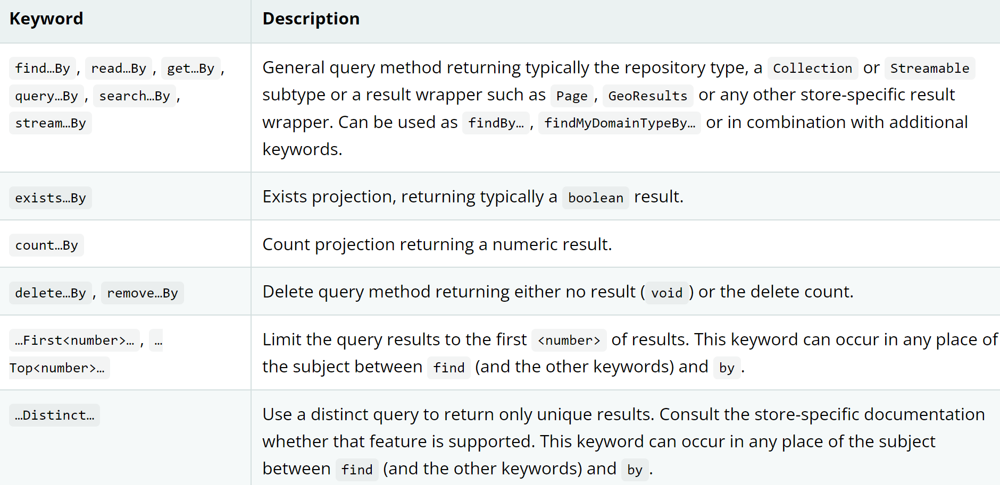 Keyword Description
find…By, read…By, get…By,
query…By, search…By,
stream…By
General query method returning typically the repository type, a Collection or Streamable
subtype or a result wrapper such as Page, GeoResults or any other store-specific result
wrapper. Can be used as findBy…, findMyDomainTypeBy… or in combination with additional
keywords.
exists…By
Exists projection, returning typically a boolean result.
count…By
Count projection returning a numeric result.
delete…By, remove…By
Delete query method returning either no result (void) or the delete count.
…First<number>…, …
Top<number>…
Limit the query results to the first <number> of results. This keyword can occur in any place of
the subject between find (and the other keywords) and by.
…Distinct…
Use a distinct query to return only unique results. Consult the store-specific documentation
whether that feature is supported. This keyword can occur in any place of the subject
between find (and the other keywords) and by.